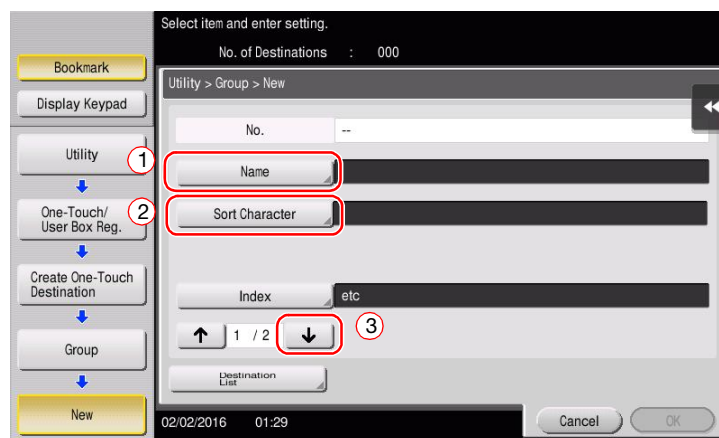 Select item and enter setting.
No. of Destinations : 000
Bookmark
Display Keypad
Utility
One-Touch/
User Box Reg.
Create One-Touch
Destination
Group
New
Utility > Group > New
No. --
1 Name
2 Sort Character
Index etc
1 / 2
3
Destination
List
02/02/2016 01:29
Cancel
OK